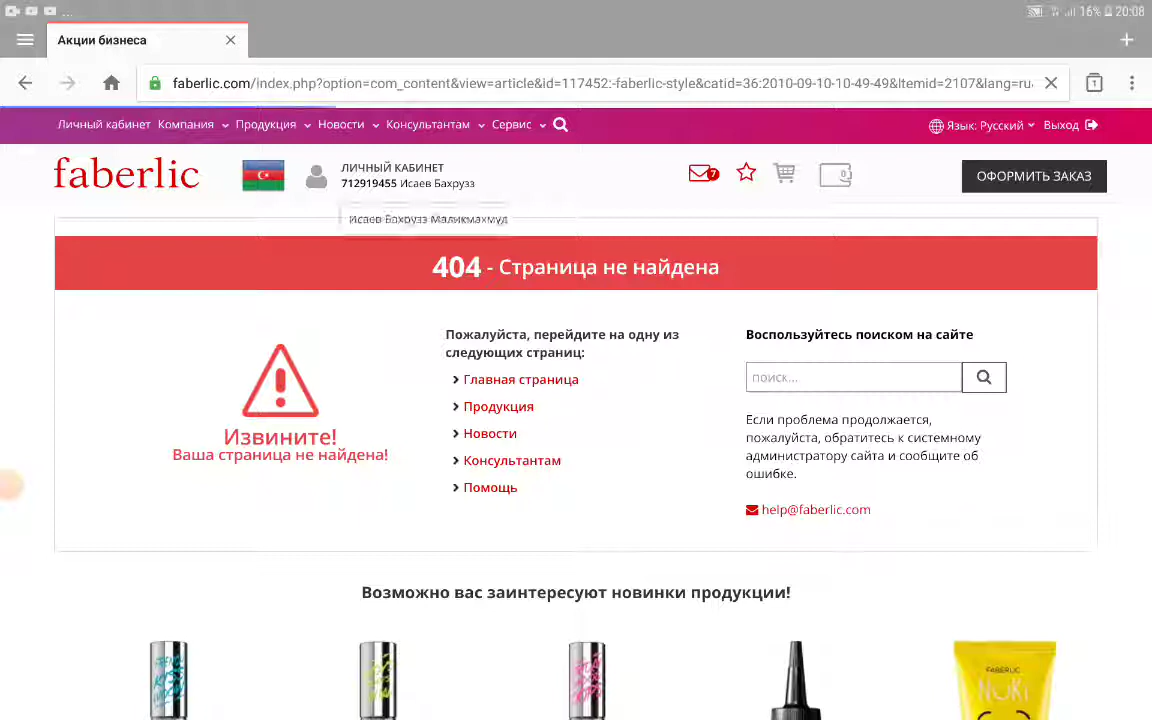 ... 16% 20:08
Акции бизнеса
faberlic.com/index.php?option=com_content&view=article&id=117452:-faberlic-style&catid=36:2010-09-10-10-49-49&Itemid=2107&lang=ru
1
Личный кабинет Компания Продукция Новости Консультантам Сервис Язык: Русский Выход
faberlic
ЛИЧНЫЙ КАБИНЕТ
712919455 Исаев Бахрузз
7
0
ОФОРМИТЬ ЗАКАЗ
Исаев Бахрузз Маликмахмуд
404 - Страница не найдена
Извините!
Ваша страница не найдена!
Пожалуйста, перейдите на одну из
следующих страниц:
Главная страница
Продукция
Новости
Консультантам
Помощь
Воспользуйтесь поиском на сайте
поиск...
Если проблема продолжается,
пожалуйста, обратитесь к системному
администратору сайта и сообщите об
ошибке.
help@faberlic.com
Возможно вас заинтересуют новинки продукции!
FABERLIC